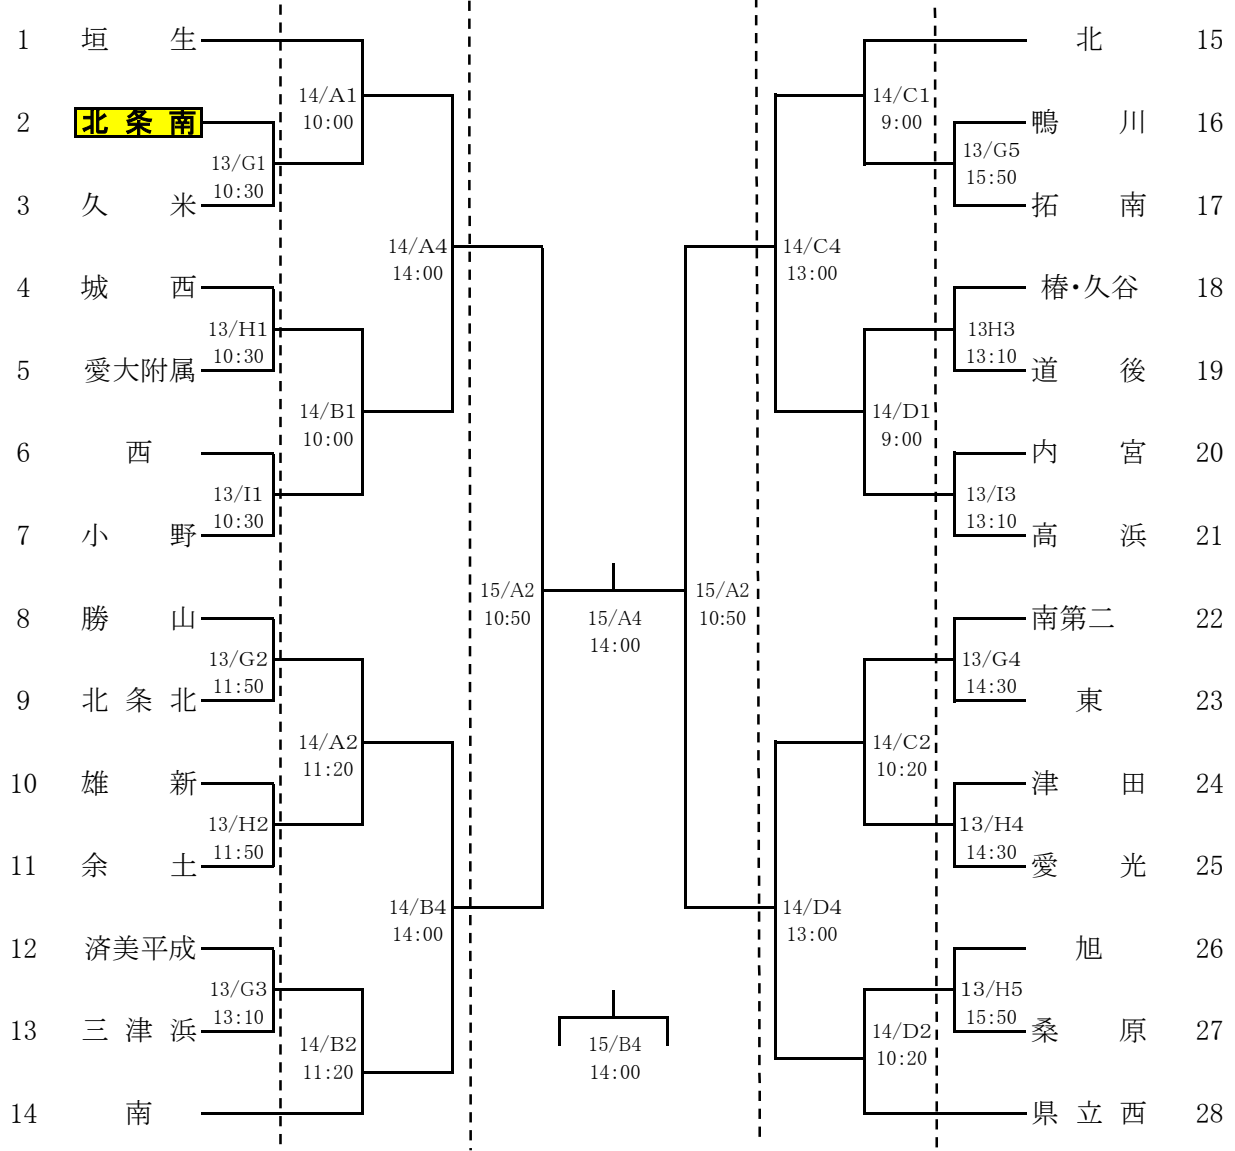 1 垣生
北 15
14/A1
10:00
14/C1
9:00
2 北条南
鴨川 16
13/G1
10:30
13/G5
15:50
3 久米
拓南 17
14/A4
14:00
14/C4
13:00
4 城西
椿・久谷 18
13/H1
10:30
13H3
13:10
5 愛大附属
道後 19
14/B1
10:00
14/D1
9:00
6 西
内宮 20
13/I1
10:30
13/I3
13:10
7 小野
高浜 21
15/A2
10:50
15/A4
14:00
15/A2
10:50
8 勝山
南第二 22
13/G2
11:50
13/G4
14:30
9 北条北
東 23
14/A2
11:20
14/C2
10:20
10 雄新
津田 24
13/H2
11:50
13/H4
14:30
11 余土
愛光 25
14/B4
14:00
14/D4
13:00
12 済美平成
旭 26
13/G3
13:10
13/H5
15:50
13 三津浜
桑原 27
14/B2
11:20
15/B4
14:00
14/D2
10:20
14 南
県立西 28